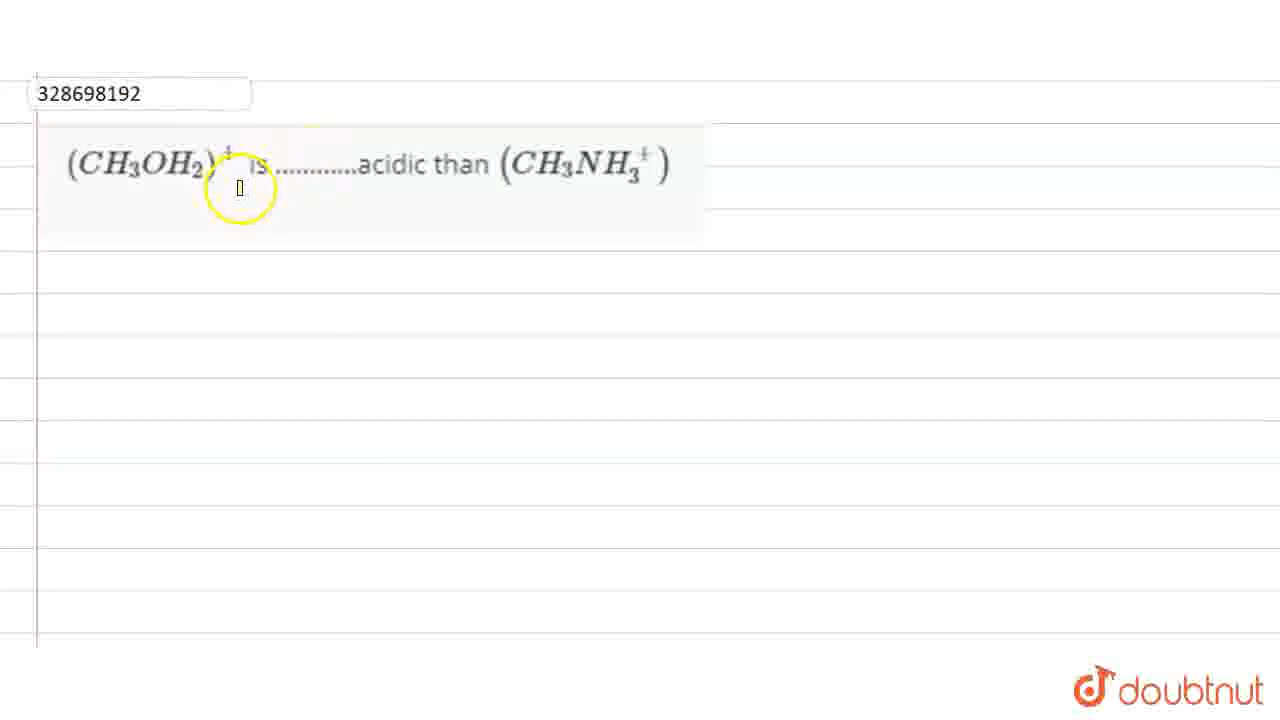 328698192
(CH₃OH₂)⁺ is ............acidic than (CH₃NH₃⁺)
doubtnut